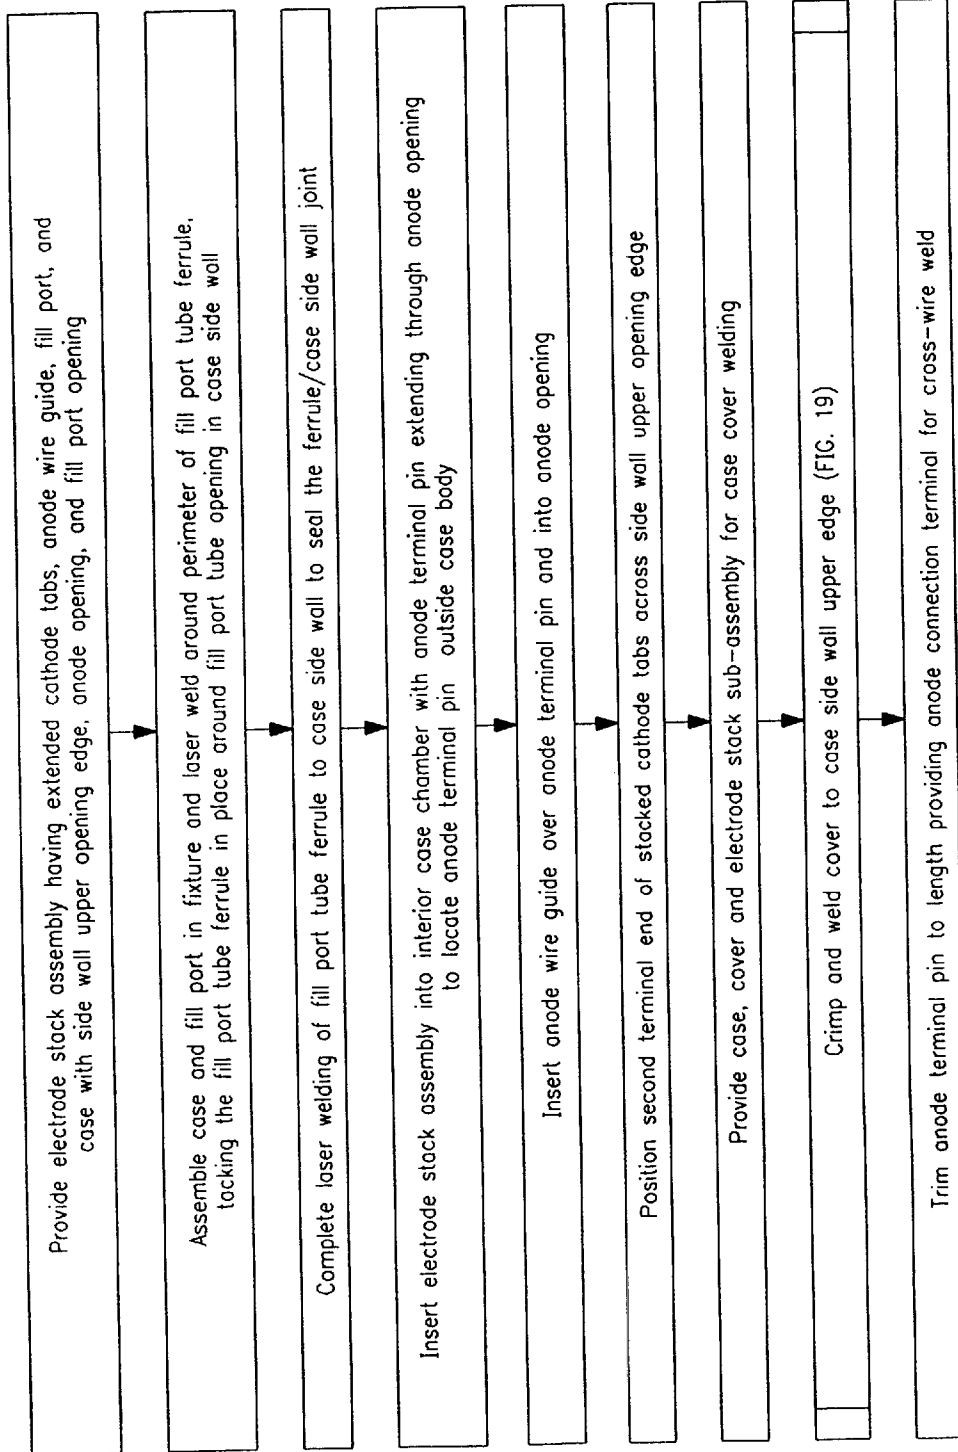 Provide electrode stack assembly having extended cathode tabs, anode wire guide, fill port, and
case with side wall upper opening edge, anode opening, and fill port opening
Assemble case and fill port in fixture and laser weld around perimeter of fill port tube ferrule,
tacking the fill port tube ferrule in place around fill port tube opening in case side wall
Complete laser welding of fill port tube ferrule to case side wall to seal the ferrule/case side wall joint
Insert electrode stack assembly into interior case chamber with anode terminal pin extending through anode opening
to locate anode terminal pin outside case body
Insert anode wire guide over anode terminal pin and into anode opening
Position second terminal end of stacked cathode tabs across side wall upper opening edge
Provide case, cover and electrode stack sub-assembly for case cover welding
Crimp and weld cover to case side wall upper edge (FIG. 19)
Trim anode terminal pin to length providing anode connection terminal for cross-wire weld